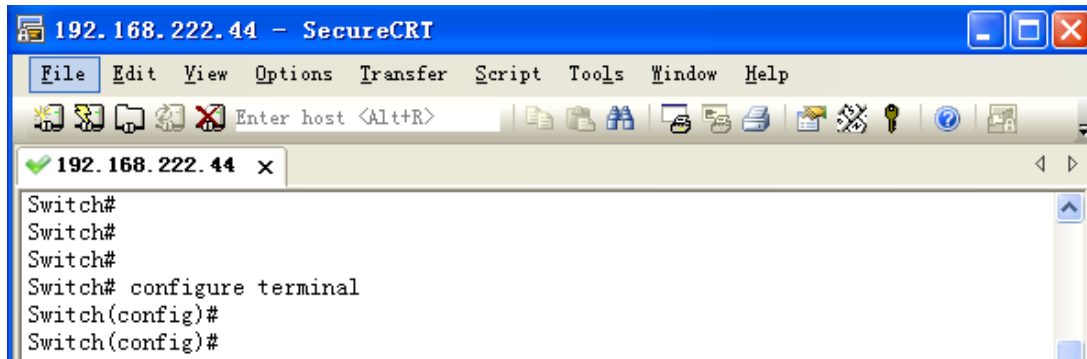 192.168.222.44 - SecureCRT
File Edit View Options Transfer Script Tools Window Help
Enter host <Alt+R>
192.168.222.44
Switch#
Switch#
Switch#
Switch# configure terminal
Switch(config)#
Switch(config)#